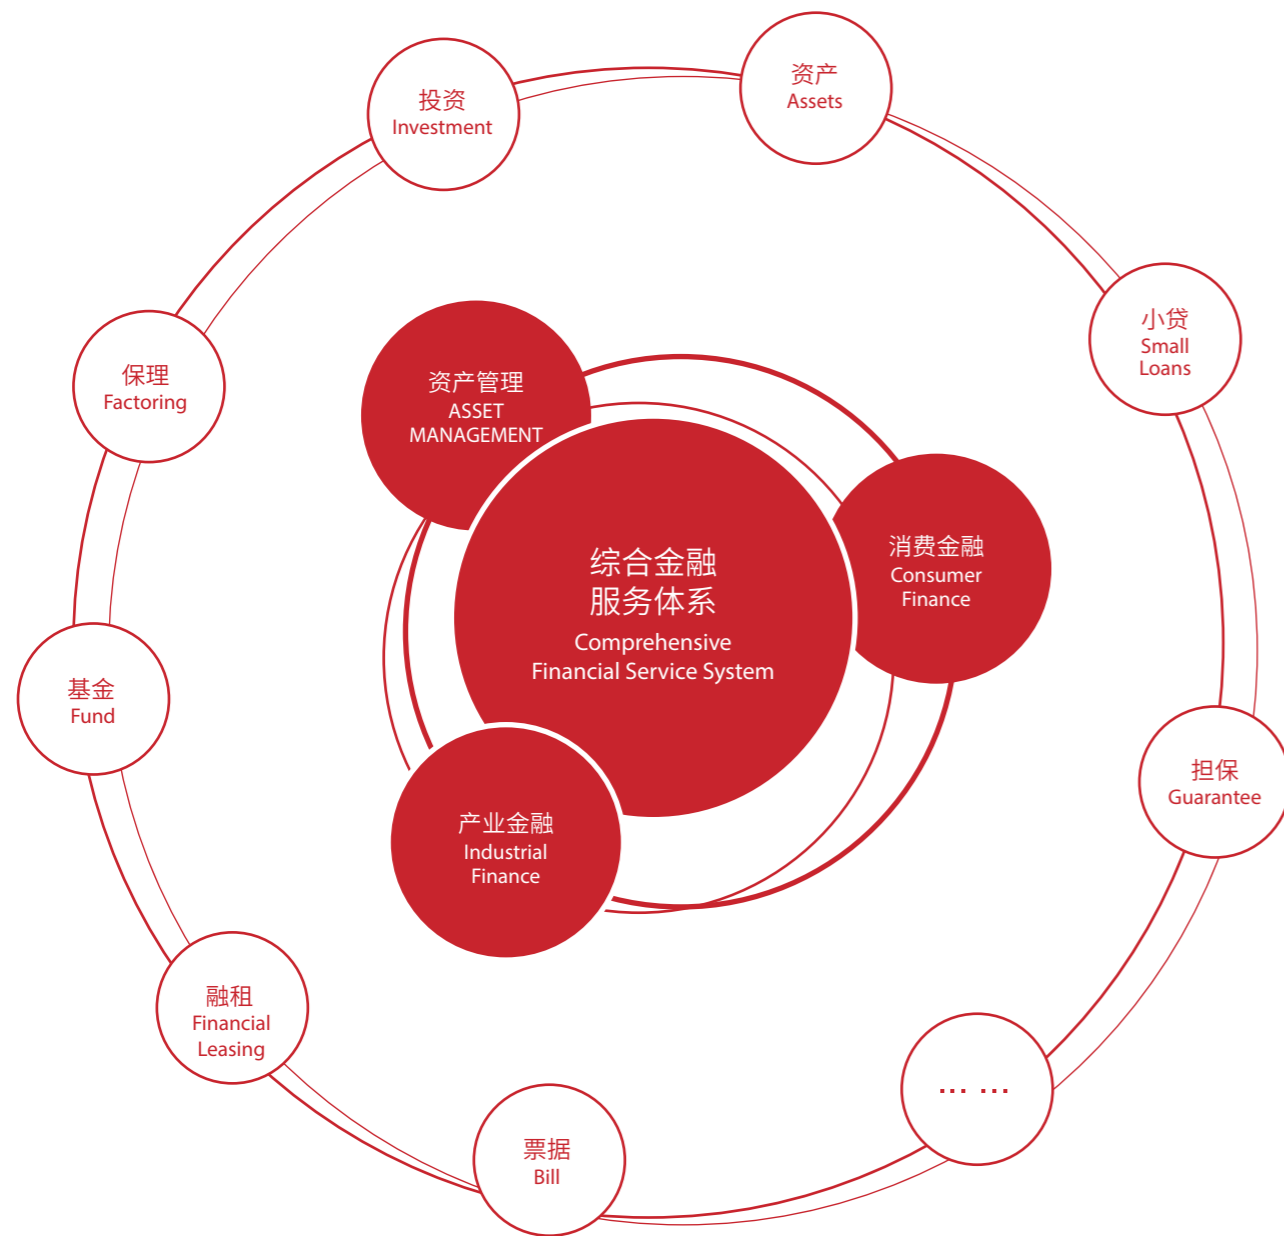 资产
Assets
投资
Investment
小贷
Small
Loans
保理
Factoring
资产管理
ASSET
MANAGEMENT
消费金融
Consumer
Finance
综合金融
服务体系
Comprehensive
Financial Service System
基金
Fund
担保
Guarantee
产业金融
Industrial
Finance
融租
Financial
Leasing
... ...
票据
Bill